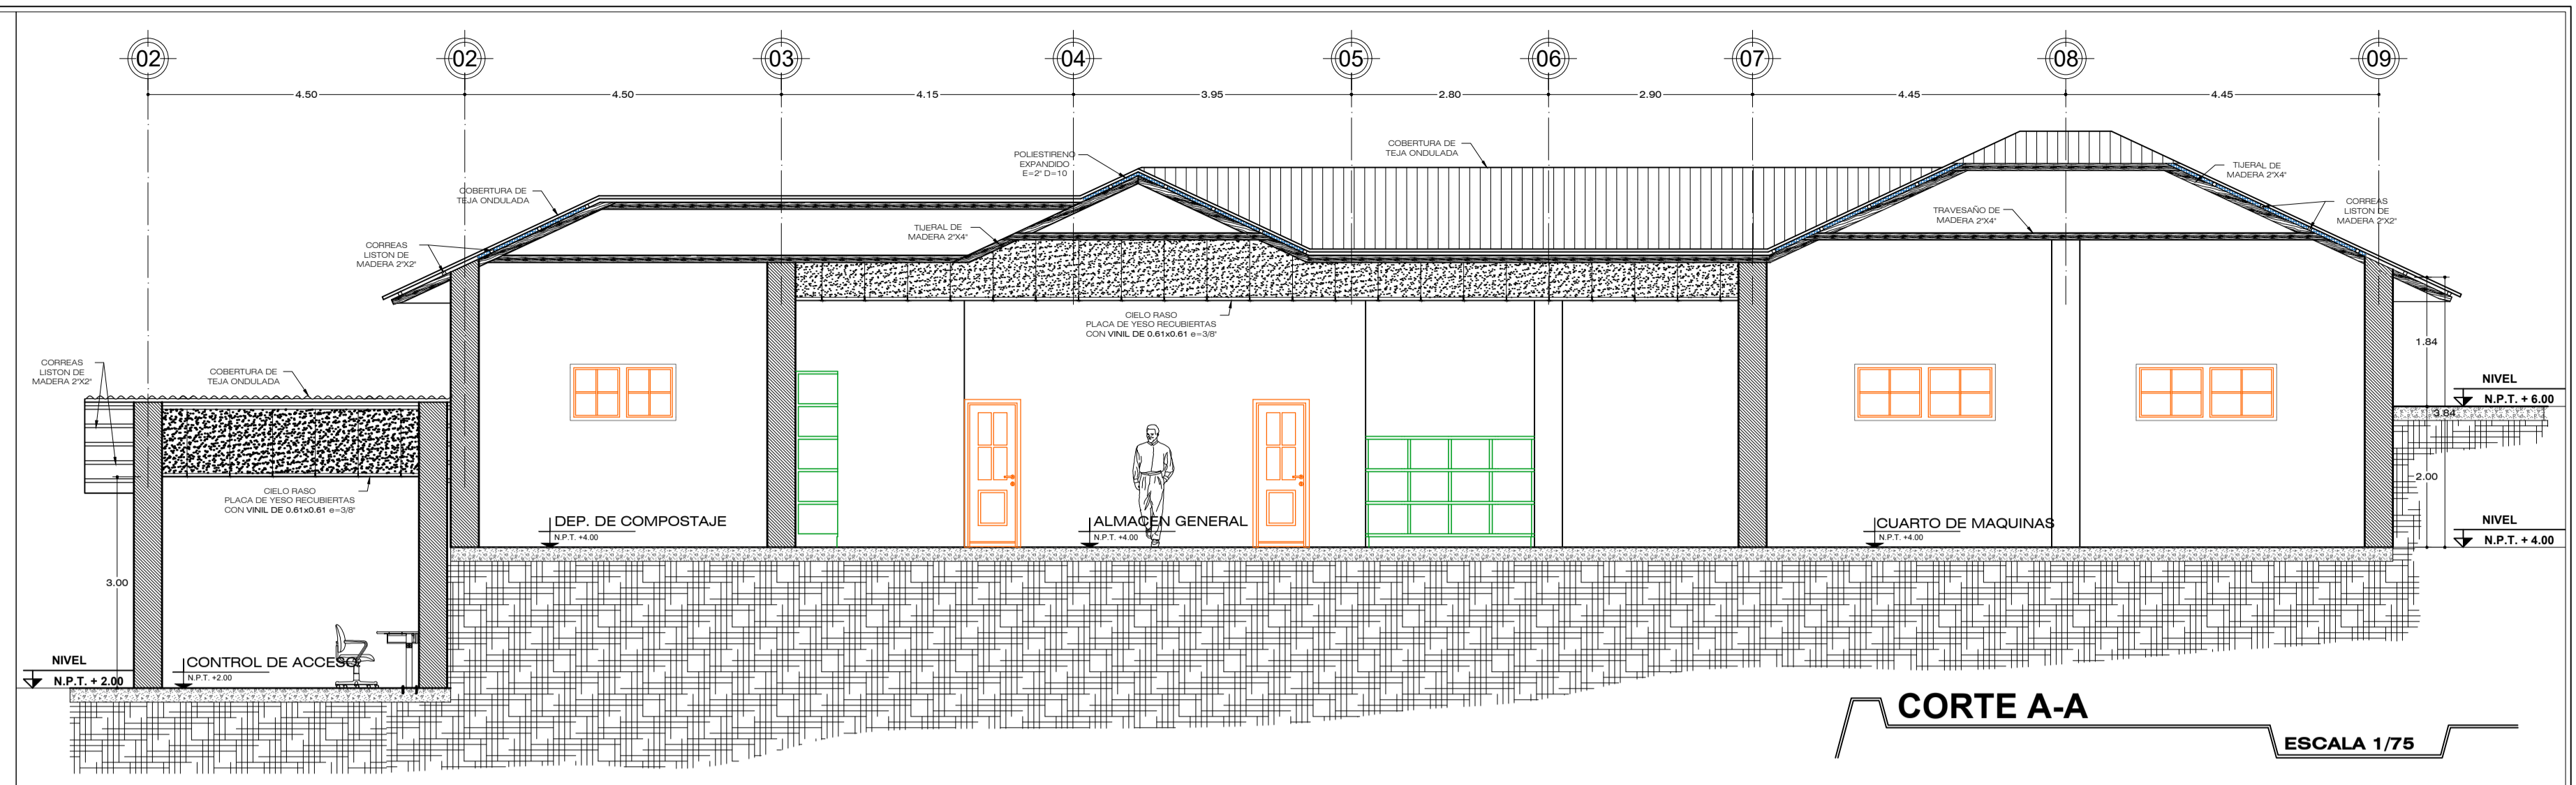 02
02
03
04
05
06
07
08
09
4.50
4.50
4.15
3.95
2.80
2.90
4.45
4.45
COBERTURA DE
TEJA ONDULADA
POLIESTIRENO
EXPANDIDO
E=2" D=10
COBERTURA DE
TEJA ONDULADA
TIJERAL DE
MADERA 2"X4"
CORREAS
LISTON DE
MADERA 2"X2"
TRAVESAÑO DE
MADERA 2"X4"
TIJERAL DE
MADERA 2"X4"
CORREAS
LISTON DE
MADERA 2"X2"
CIELO RASO
PLACA DE YESO RECUBIERTAS
CON VINIL DE 0.61x0.61 e=3/8"
CORREAS
LISTON DE
MADERA 2"X2"
COBERTURA DE
TEJA ONDULADA
1.84
NIVEL
N.P.T. + 6.00
3.84
2.00
CIELO RASO
PLACA DE YESO RECUBIERTAS
CON VINIL DE 0.61x0.61 e=3/8"
DEP. DE COMPOSTAJE
N.P.T. +4.00
ALMACEN GENERAL
N.P.T. +4.00
CUARTO DE MAQUINAS
N.P.T. +4.00
NIVEL
N.P.T. + 4.00
3.00
NIVEL
N.P.T. + 2.00
CONTROL DE ACCESO
N.P.T. +2.00
CORTE A-A
ESCALA 1/75